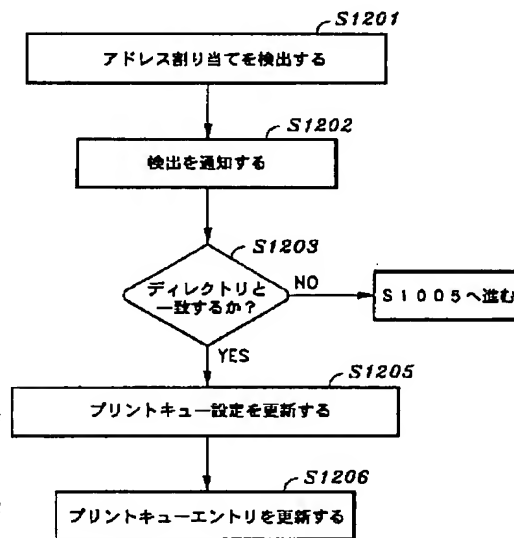 S1201
アドレス割り当てを検出する
S1202
検出を通知する
S1203
ディレクトリと
一致するか?
NO
S1005へ進む
YES
S1205
プリントキュー設定を更新する
S1206
プリントキューエントリを更新する